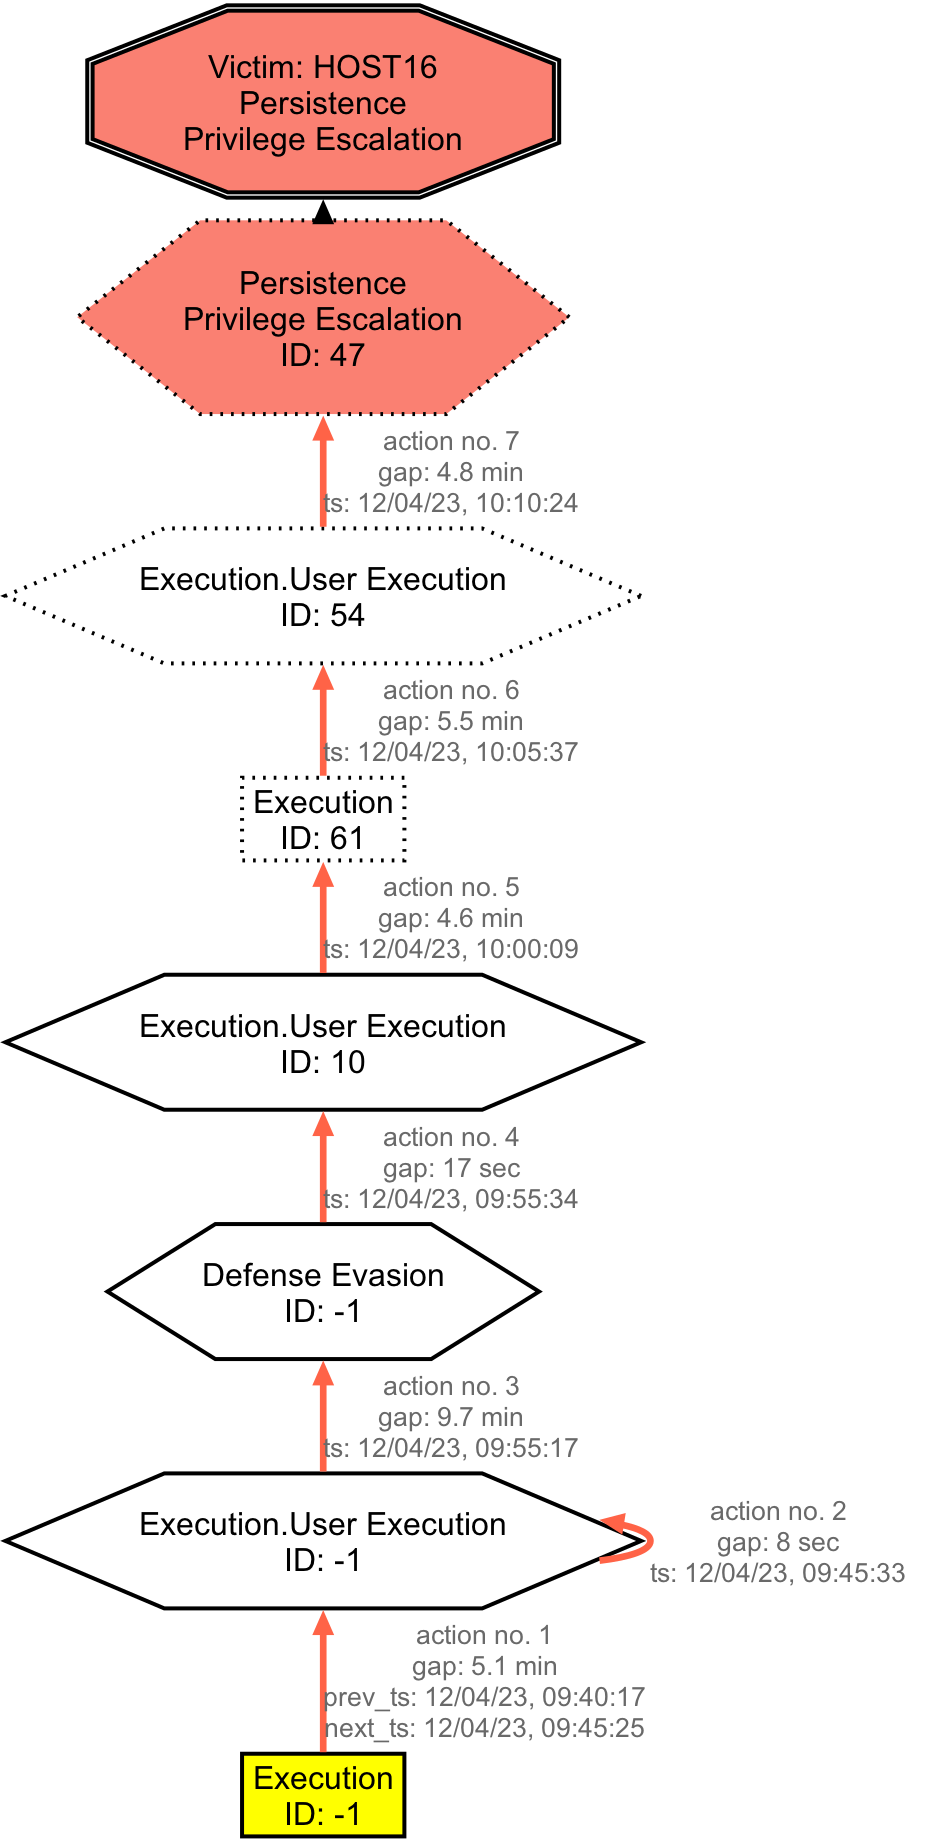 Victim: HOST16
Persistence
Privilege Escalation
Persistence
Privilege Escalation
ID: 47
action no. 7
gap: 4.8 min
ts: 12/04/23, 10:10:24
Execution.User Execution
ID: 54
action no. 6
gap: 5.5 min
ts: 12/04/23, 10:05:37
Execution
ID: 61
action no. 5
gap: 4.6 min
ts: 12/04/23, 10:00:09
Execution.User Execution
ID: 10
action no. 4
gap: 17 sec
ts: 12/04/23, 09:55:34
Defense Evasion
ID: -1
action no. 3
gap: 9.7 min
ts: 12/04/23, 09:55:17
Execution.User Execution
ID: -1
action no. 2
gap: 8 sec
ts: 12/04/23, 09:45:33
action no. 1
gap: 5.1 min
prev_ts: 12/04/23, 09:40:17
next_ts: 12/04/23, 09:45:25
Execution
ID: -1